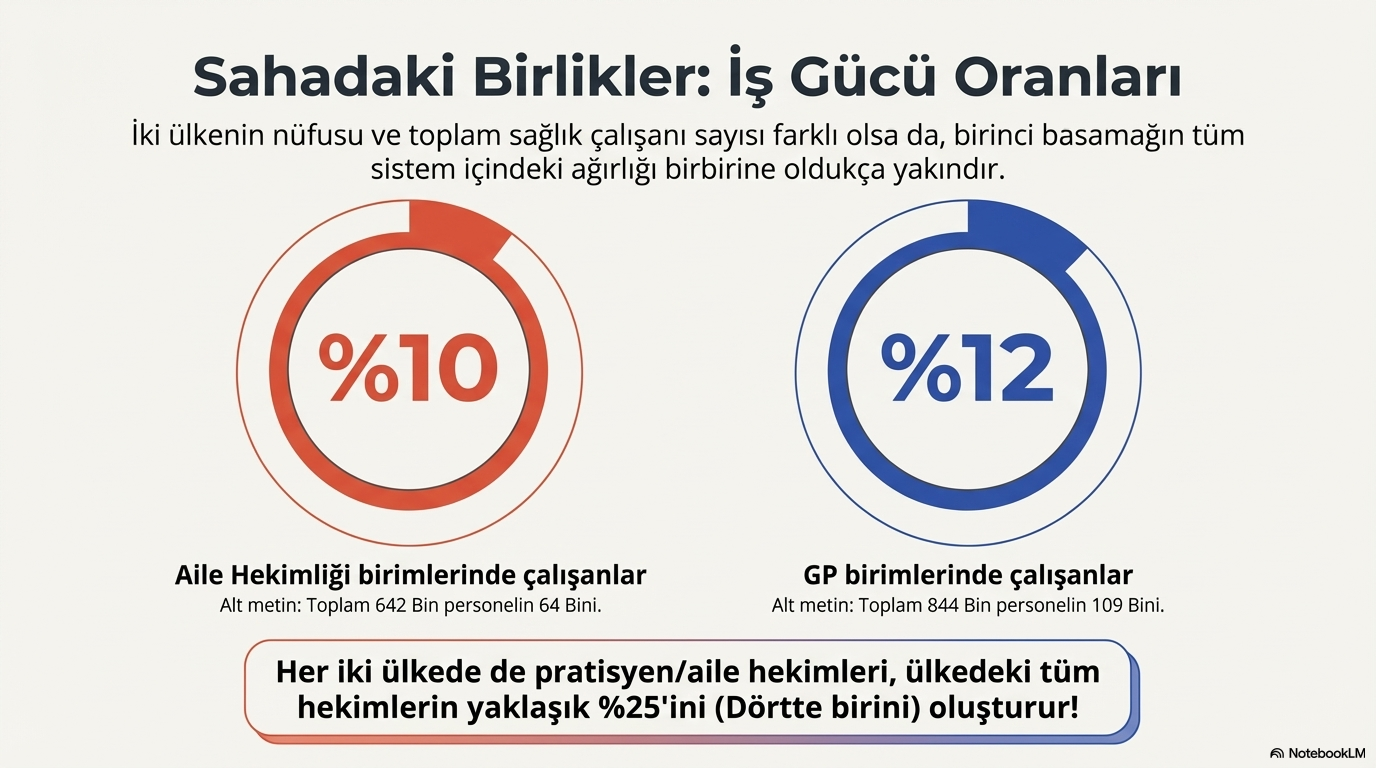 Sahadaki Birlikler: İş Gücü Oranları
İki ülkenin nüfusu ve toplam sağlık çalışanı sayısı farklı olsa da, birinci basamağın tüm
sistem içindeki ağırlığı birbirine oldukça yakındır.
%10
%12
Aile Hekimliği birimlerinde çalışanlar
Alt metin: Toplam 642 Bin personelin 64 Bini.
GP birimlerinde çalışanlar
Alt metin: Toplam 844 Bin personelin 109 Bini.
Her iki ülkede de pratisyen/aile hekimleri, ülkedeki tüm
hekimlerin yaklaşık %25'ini (Dörtte birini) oluşturur!
NotebookLM